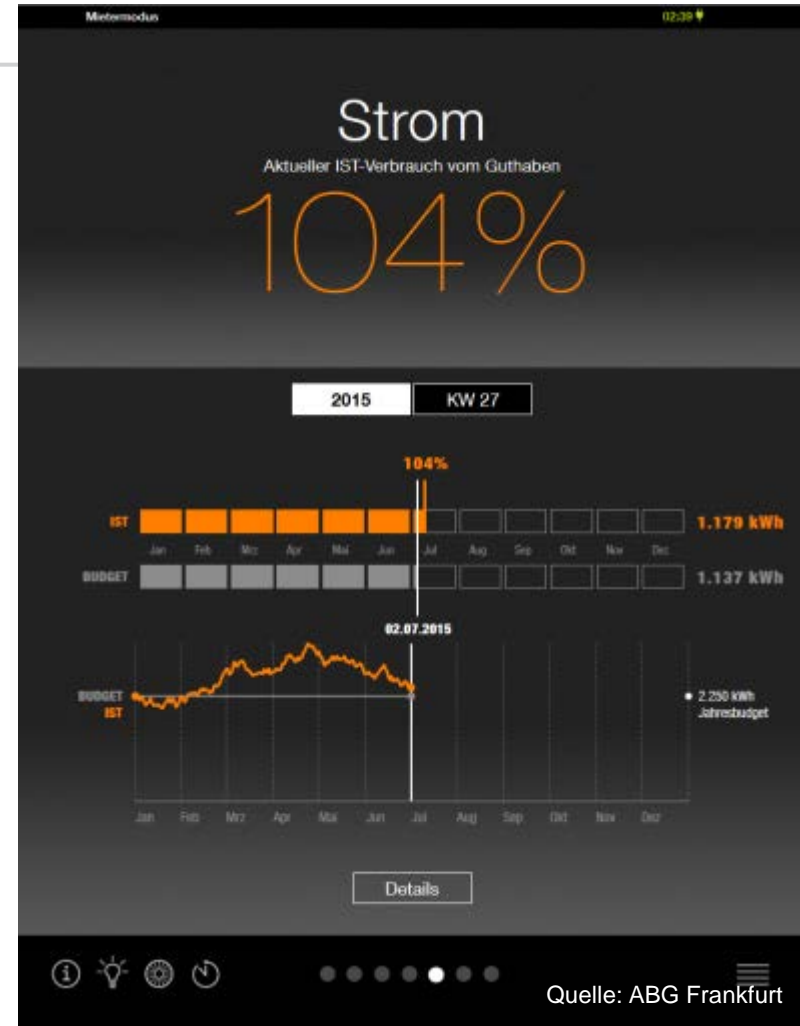 Mietermodus 02:39
Strom
Aktueller IST-Verbrauch vom Guthaben
104%
2015 KW 27
104%
IST 1.179 kWh
Jan Feb Mrz Apr Mai Jun Jul Aug Sep Okt Nov Dez
BUDGET 1.137 kWh
02.07.2015
BUDGET
IST
2.250 kWh
Jahresbudget
Jan Feb Mrz Apr Mai Jun Jul Aug Sep Okt Nov Dez
Details
Quelle: ABG Frankfurt